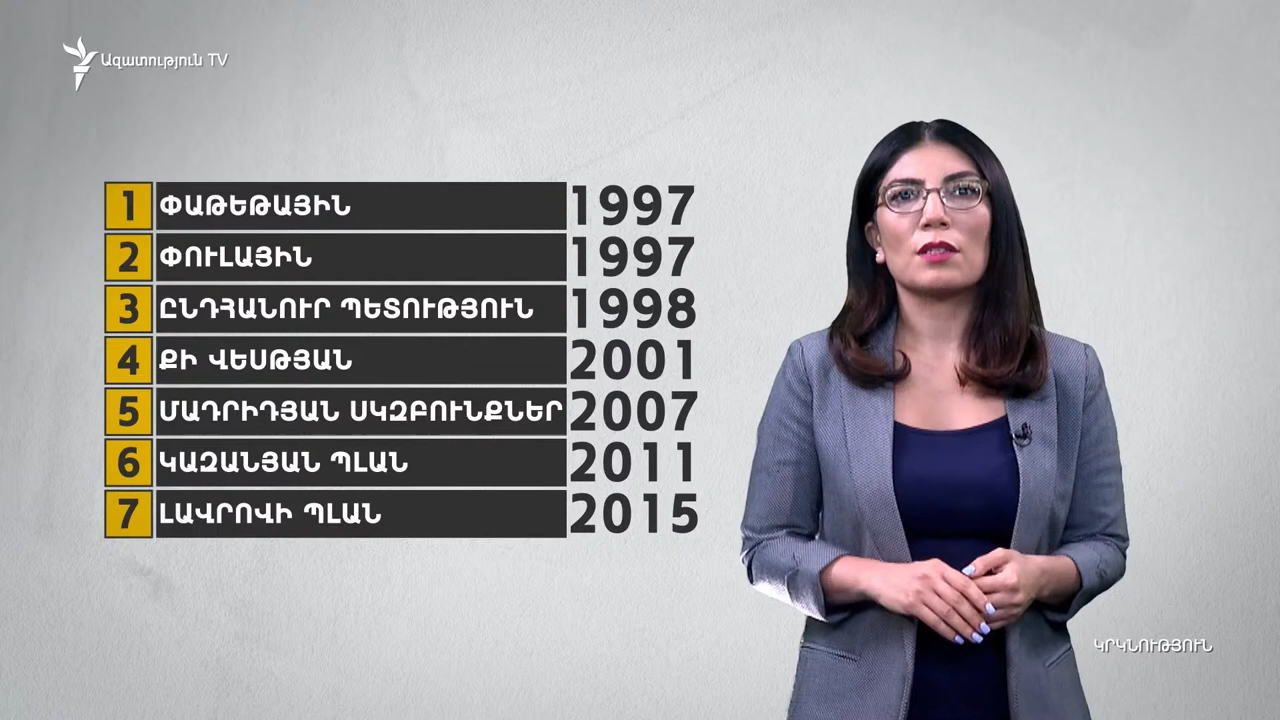 Ազատություն TV
1 ՓԱԹԵԹԱՅԻՆ 1997
2 ՓՈՒԼԱՅԻՆ 1997
3 ԸՆԴՀԱՆՈՒՐ ՊԵՏՈՒԹՅՈՒՆ 1998
4 ՔԻ ՎԵՍԹՅԱՆ 2001
5 ՄԱԴՐԻԴՅԱՆ ՍԿԶԲՈՒՆՔՆԵՐ 2007
6 ԿԱԶԱՆՅԱՆ ՊԼԱՆ 2011
7 ԼԱՎՐՈՎԻ ՊԼԱՆ 2015
ԿՐԿՆՈՒԹՅՈՒՆ